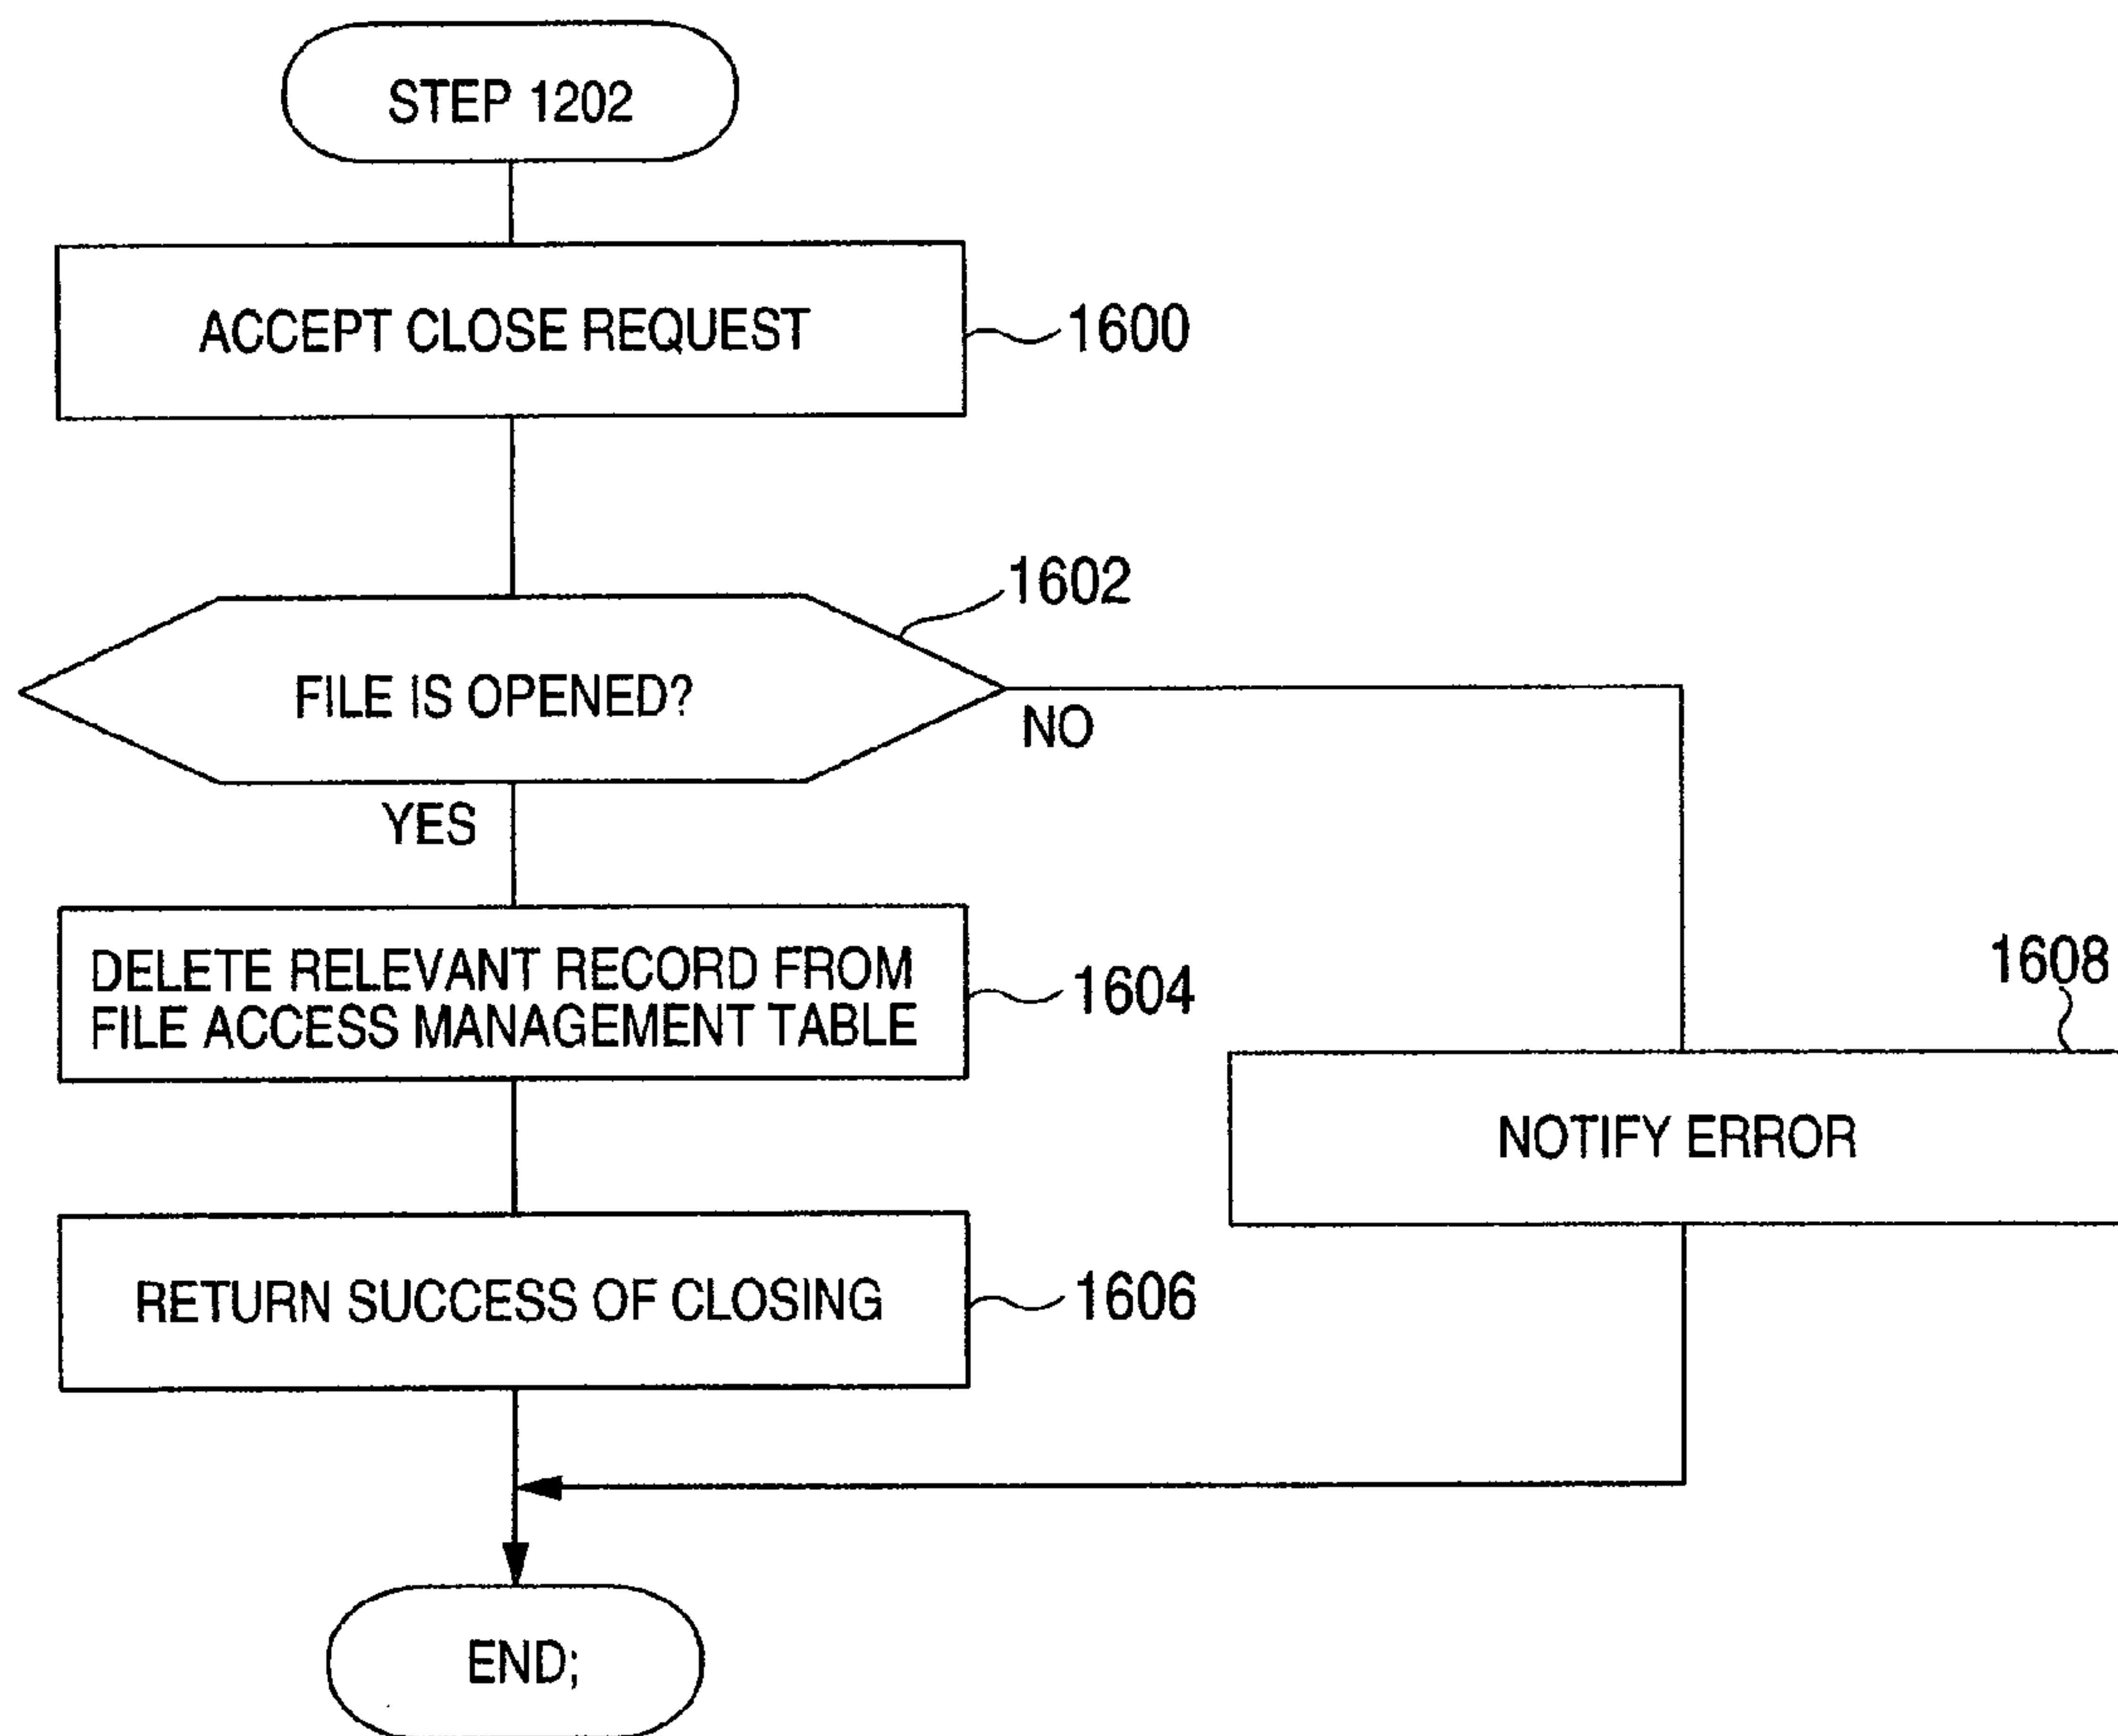 STEP 1202
ACCEPT CLOSE REQUEST
1600
1602
FILE IS OPENED?
NO
YES
DELETE RELEVANT RECORD FROM
FILE ACCESS MANAGEMENT TABLE
1604
1608
NOTIFY ERROR
RETURN SUCCESS OF CLOSING
1606
END;